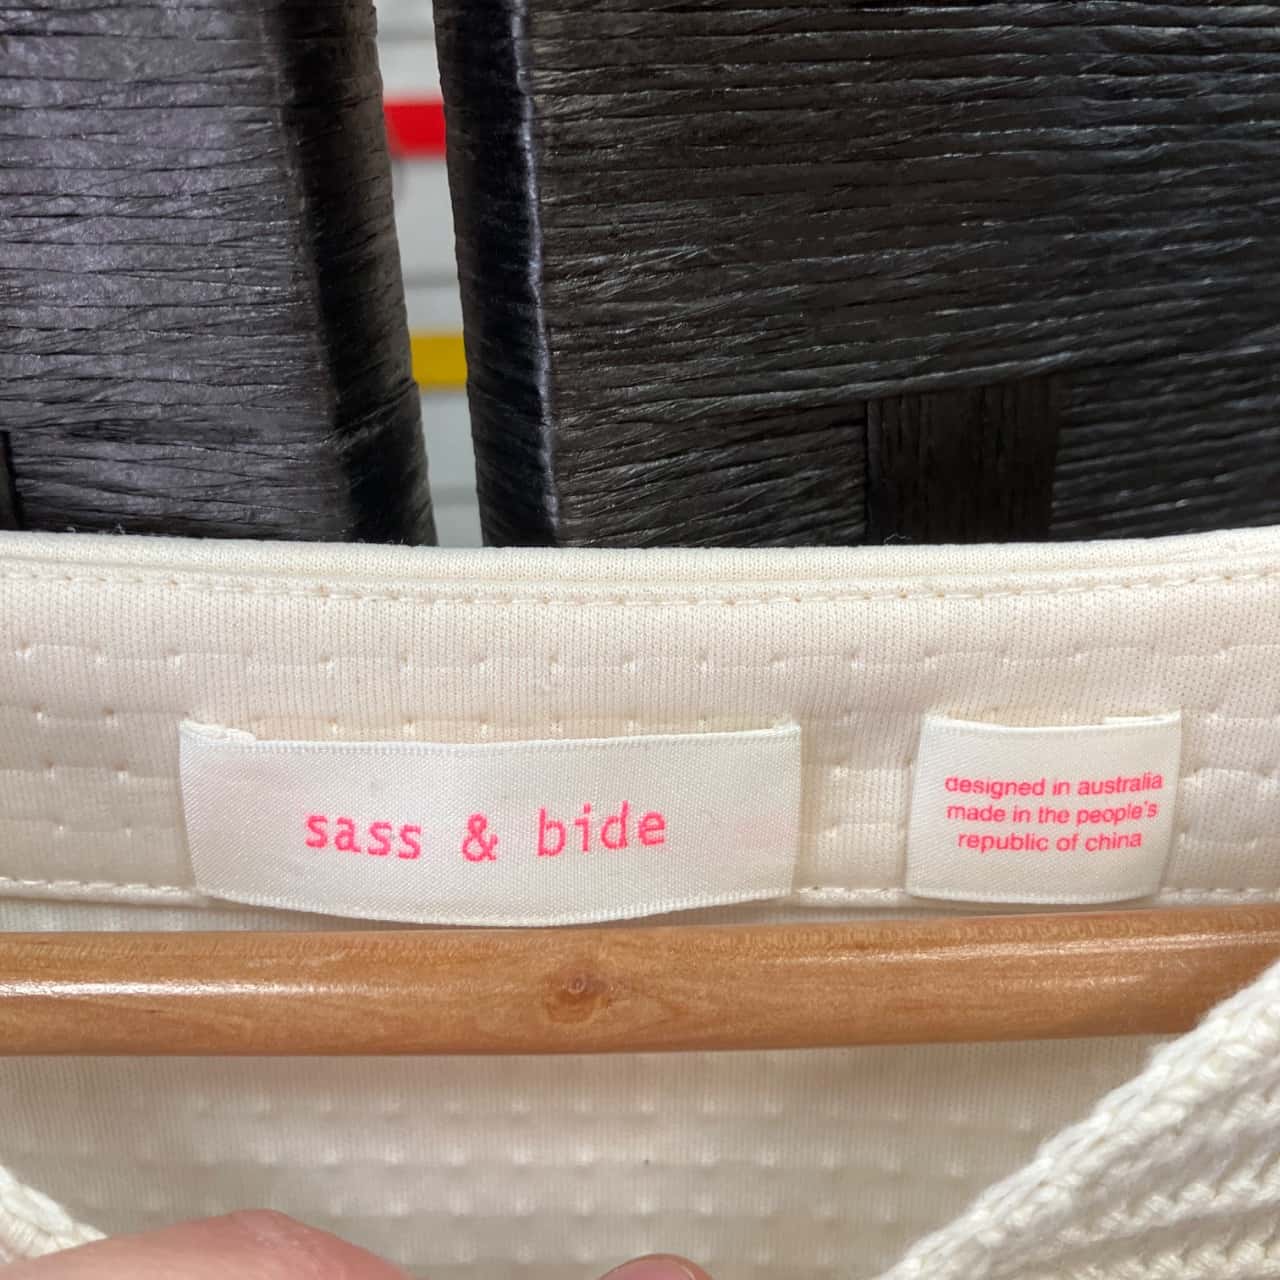 sass & bide
designed in australia
made in the people's
republic of china